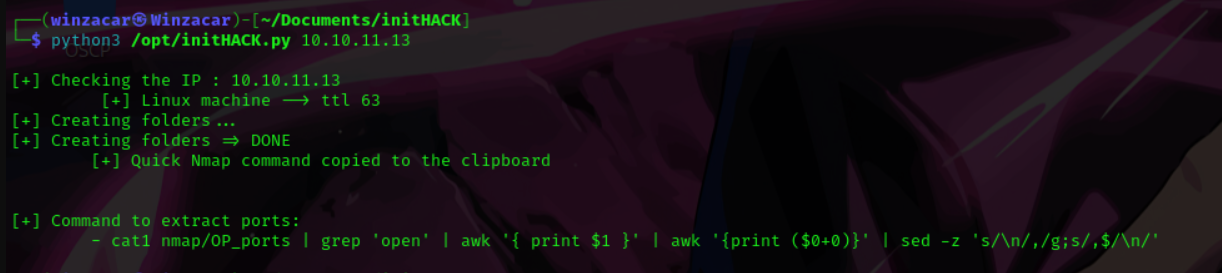 ┌──(winzacar㉿Winzacar)-[~/Documents/initHACK]
└─$ python3 /opt/initHACK.py 10.10.11.13
OSCP
[+] Checking the IP : 10.10.11.13
[+] Linux machine ⟶ ttl 63
[+] Creating folders...
[+] Creating folders ⇒ DONE
[+] Quick Nmap command copied to the clipboard
[+] Command to extract ports:
- cat1 nmap/OP_ports | grep 'open' | awk '{ print $1 }' | awk '{print ($0+0)}' | sed -z 's/\n/,/g;s/,$/\n/'